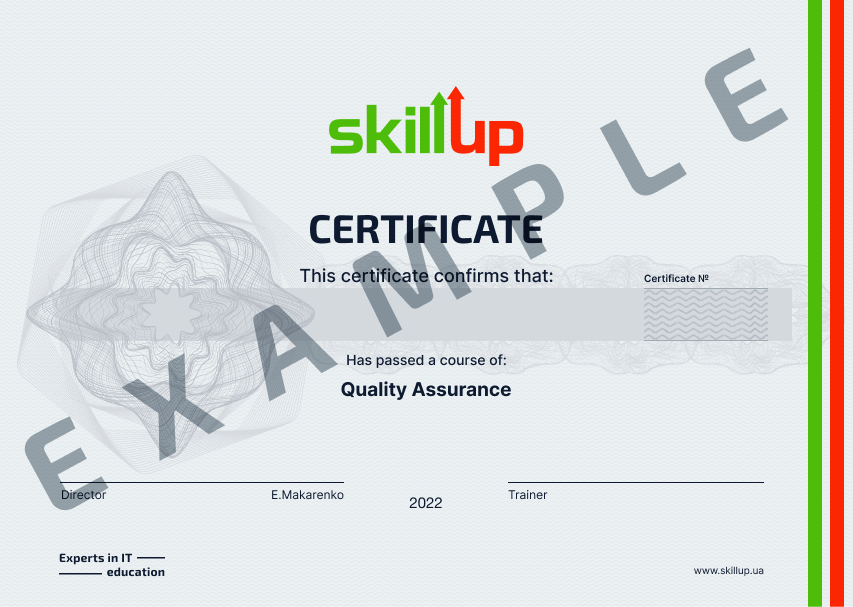 skillup
CERTIFICATE
This certificate confirms that:
Certificate №
Has passed a course of:
Quality Assurance
Director
E.Makarenko
2022
Trainer
Experts in IT
education
www.skillup.ua
EXAMPLE